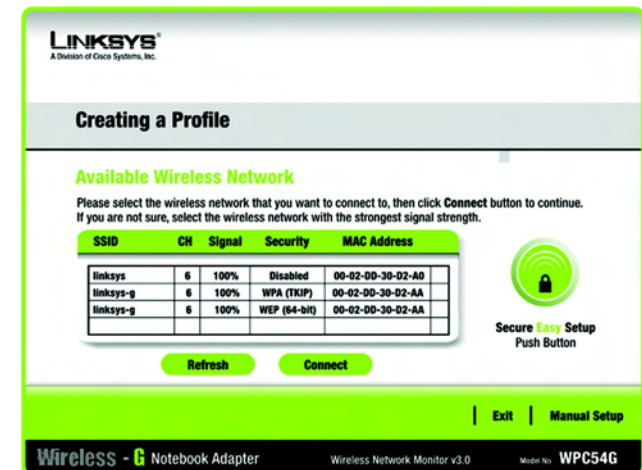 LINKSYS®
A Division of Cisco Systems, Inc.
Creating a Profile
Available Wireless Network
Please select the wireless network that you want to connect to, then click Connect button to continue.
If you are not sure, select the wireless network with the strongest signal strength.
SSID CH Signal Security MAC Address
linksys 6 100% Disabled 00-02-DD-30-D2-A0
linksys-g 6 100% WPA (TKIP) 00-02-DD-30-D2-AA
linksys-g 6 100% WEP (64-bit) 00-02-DD-30-D2-AA
Secure Easy Setup
Push Button
Refresh Connect
Exit Manual Setup
Wireless - G Notebook Adapter Wireless Network Monitor v3.0 Model No. WPC54G